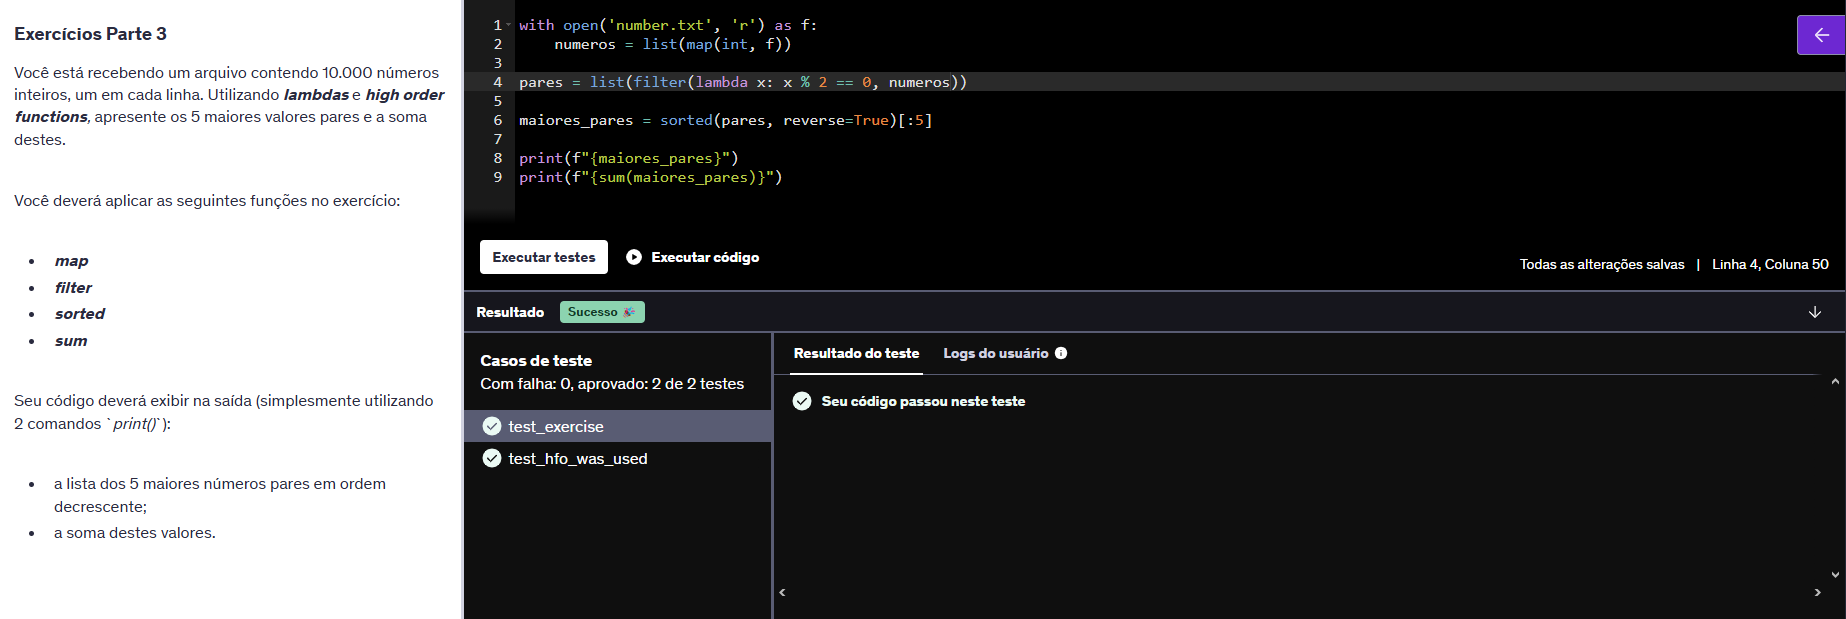 Exercícios Parte 3
Você está recebendo um arquivo contendo 10.000 números
inteiros, um em cada linha. Utilizando lambdas e high order
functions, apresente os 5 maiores valores pares e a soma
destes.
Você deverá aplicar as seguintes funções no exercício:
• map
• filter
• sorted
• sum
Seu código deverá exibir na saída (simplesmente utilizando
2 comandos `print()`):
• a lista dos 5 maiores números pares em ordem
decrescente;
• a soma destes valores.
1 with open('number.txt', 'r') as f:
2     numeros = list(map(int, f))
3
4 pares = list(filter(lambda x: x % 2 == 0, numeros))
5
6 maiores_pares = sorted(pares, reverse=True)[:5]
7
8 print(f"{maiores_pares}")
9 print(f"{sum(maiores_pares)}")
Executar testes Executar código
Todas as alterações salvas | Linha 4, Coluna 50
Resultado Sucesso 🎉
Casos de teste
Com falha: 0, aprovado: 2 de 2 testes
test_exercise
test_hfo_was_used
Resultado do teste Logs do usuário
Seu código passou neste teste